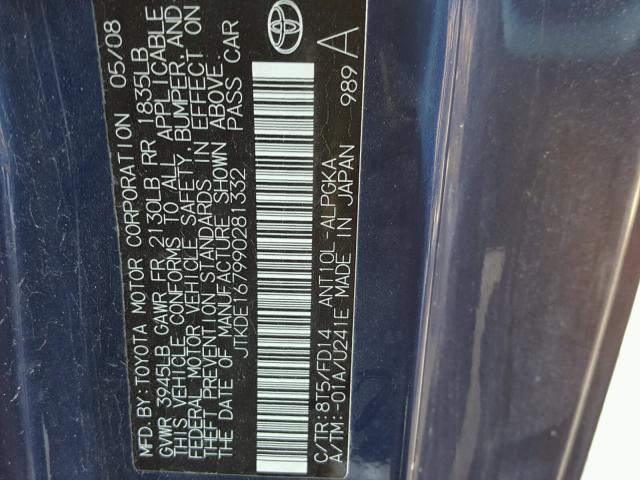 MFD. BY: TOYOTA MOTOR CORPORATION 05/08
GVWR 3945LB GAWR FR 2130LB RR 1835LB
THIS VEHICLE CONFORMS TO ALL APPLICABLE
FEDERAL MOTOR VEHICLE SAFETY, BUMPER, AND
THEFT PREVENTION STANDARDS IN EFFECT ON
THE DATE OF MANUFACTURE SHOWN ABOVE.
JTKDE167990281332 PASS CAR
C/TR: 8T5/FD14 ANT10L-ALPGKA
A/TM: -01A/U241E MADE IN JAPAN 989 A